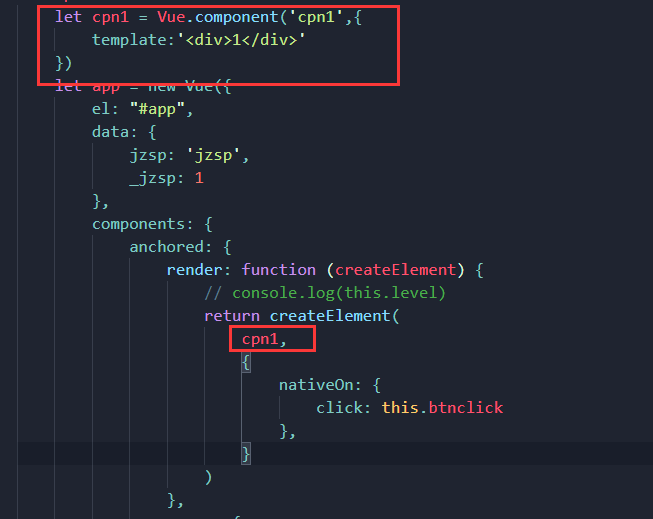 let cpn1 = Vue.component('cpn1',{
template:'<div>1</div>'
})
let app = new Vue({
el: "#app",
data: {
jzsp: 'jzsp',
_jzsp: 1
},
components: {
anchored: {
render: function (createElement) {
// console.log(this.level)
return createElement(
cpn1,
{
nativeOn: {
click: this.btnclick
},
}
)
},